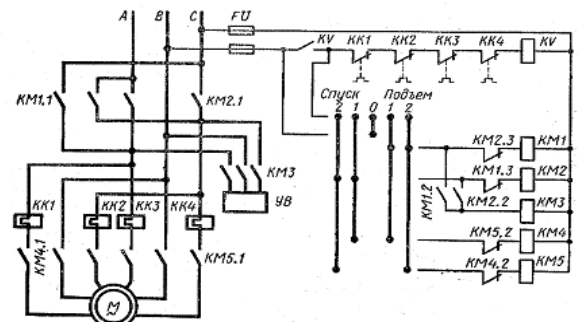 А В С FU KV KK1 KK2 KK3 KK4 KV
KM1.1 KM2.1
Спуск Подъем
2 1 0 1 2
KM3
УВ
KM2.3 KM1
KM1.3 KM2
KM1.2 KM2.2 KM3
KK1 KK2 KK3 KK4
KM5.2 KM4
KM4.1 KM5.1
KM4.2 KM5
М